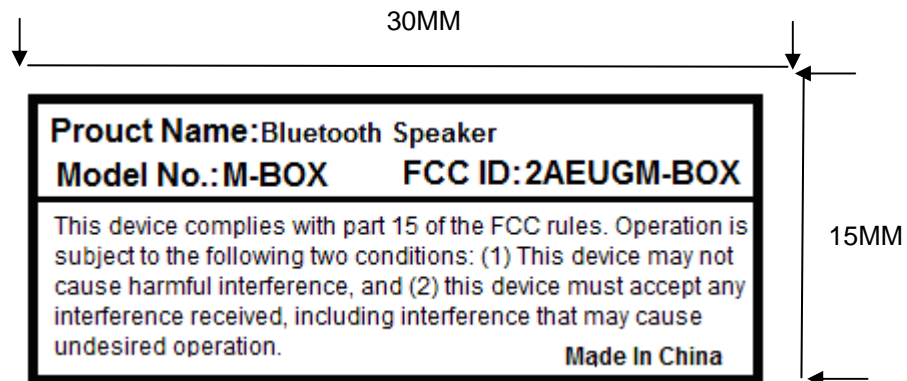 30MM
Prouct Name:Bluetooth Speaker
Model No.:M-BOX FCC ID:2AEUGM-BOX
This device complies with part 15 of the FCC rules. Operation is
subject to the following two conditions: (1) This device may not
cause harmful interference, and (2) this device must accept any
interference received, including interference that may cause
undesired operation.
Made In China
15MM